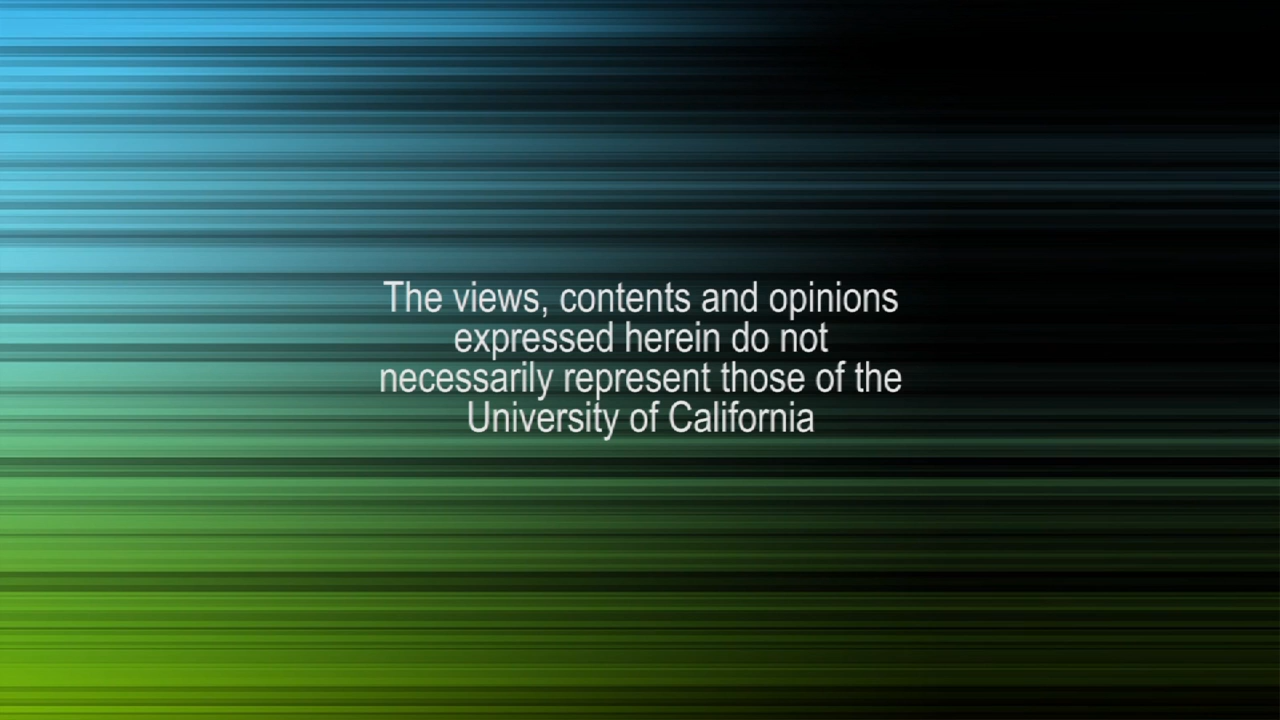 The views, contents and opinions
expressed herein do not
necessarily represent those of the
University of California